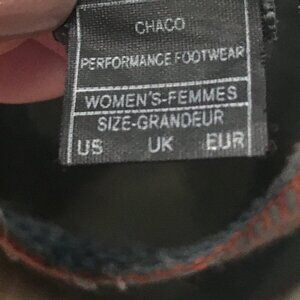 CHACO
PERFORMANCE FOOTWEAR
WOMEN'S-FEMMES
SIZE-GRANDEUR
US UK EUR